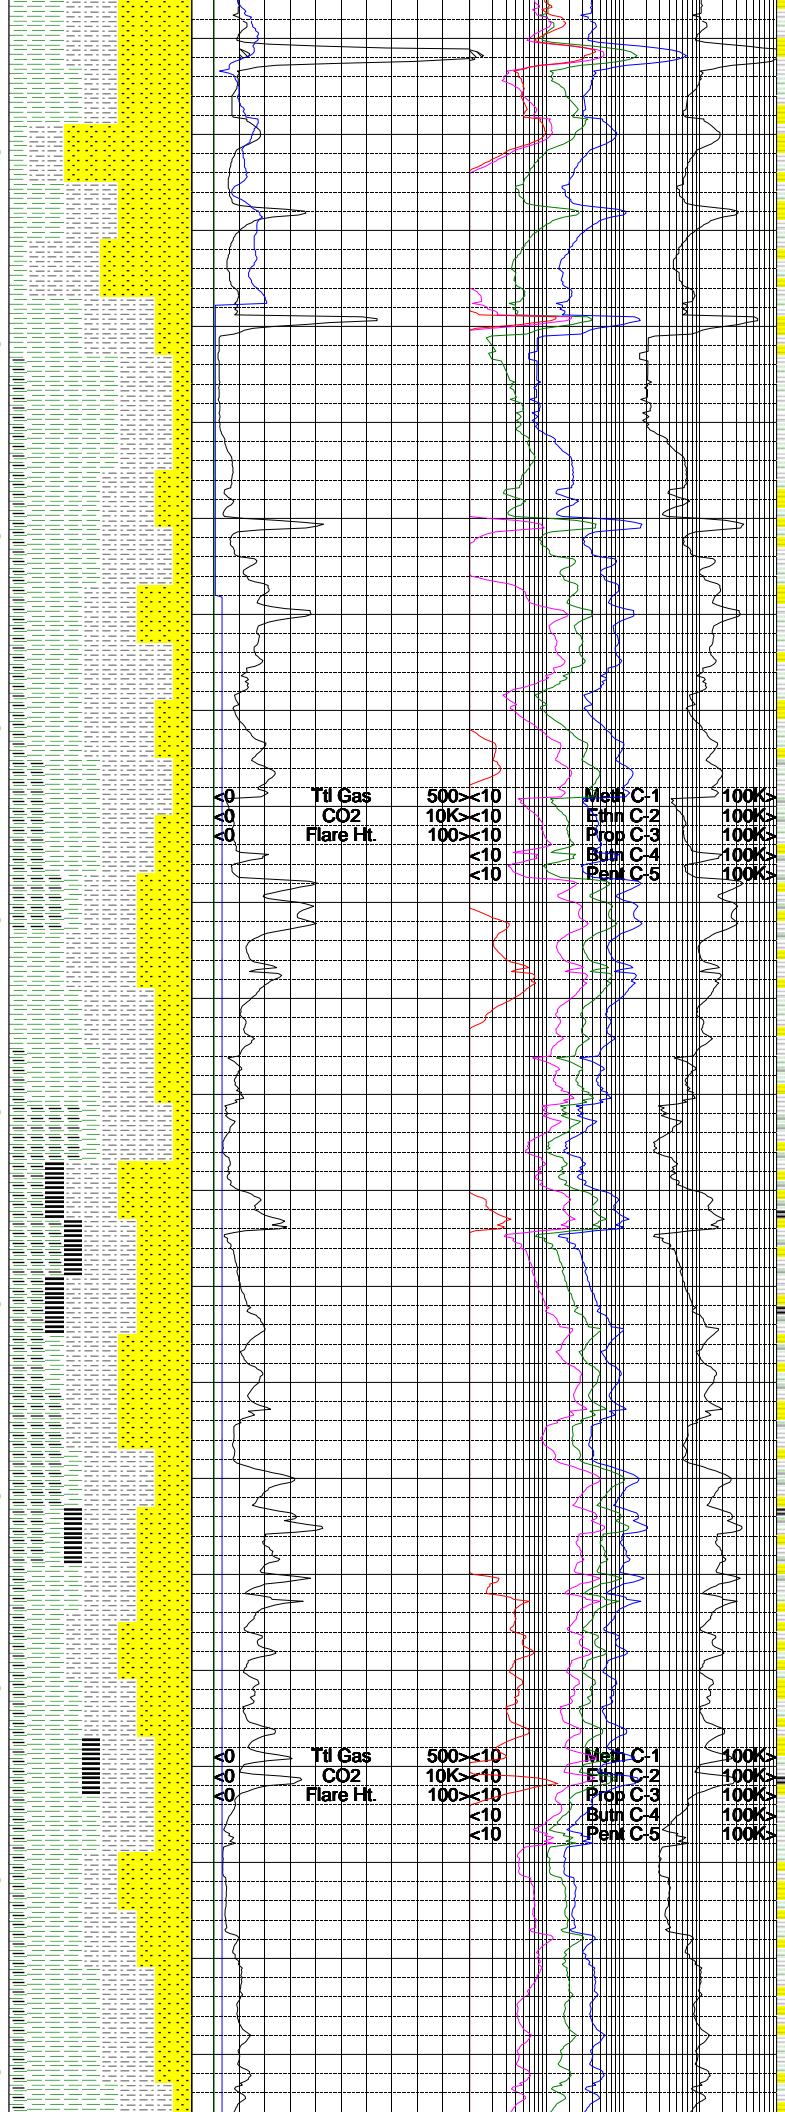 <0 Ttl Gas 500><10 Meth C-1 100K>
<0 CO2 10K><10 Ethn C-2 100K>
<0 Flare Ht. 100><10 Prop C-3 100K>
<10 Butn C-4 100K>
<10 Pent C-5 100K>
<0 Ttl Gas 500><10 Meth C-1 100K>
<0 CO2 10K><10 Ethn C-2 100K>
<0 Flare Ht. 100><10 Prop C-3 100K>
<10 Butn C-4 100K>
<10 Pent C-5 100K>